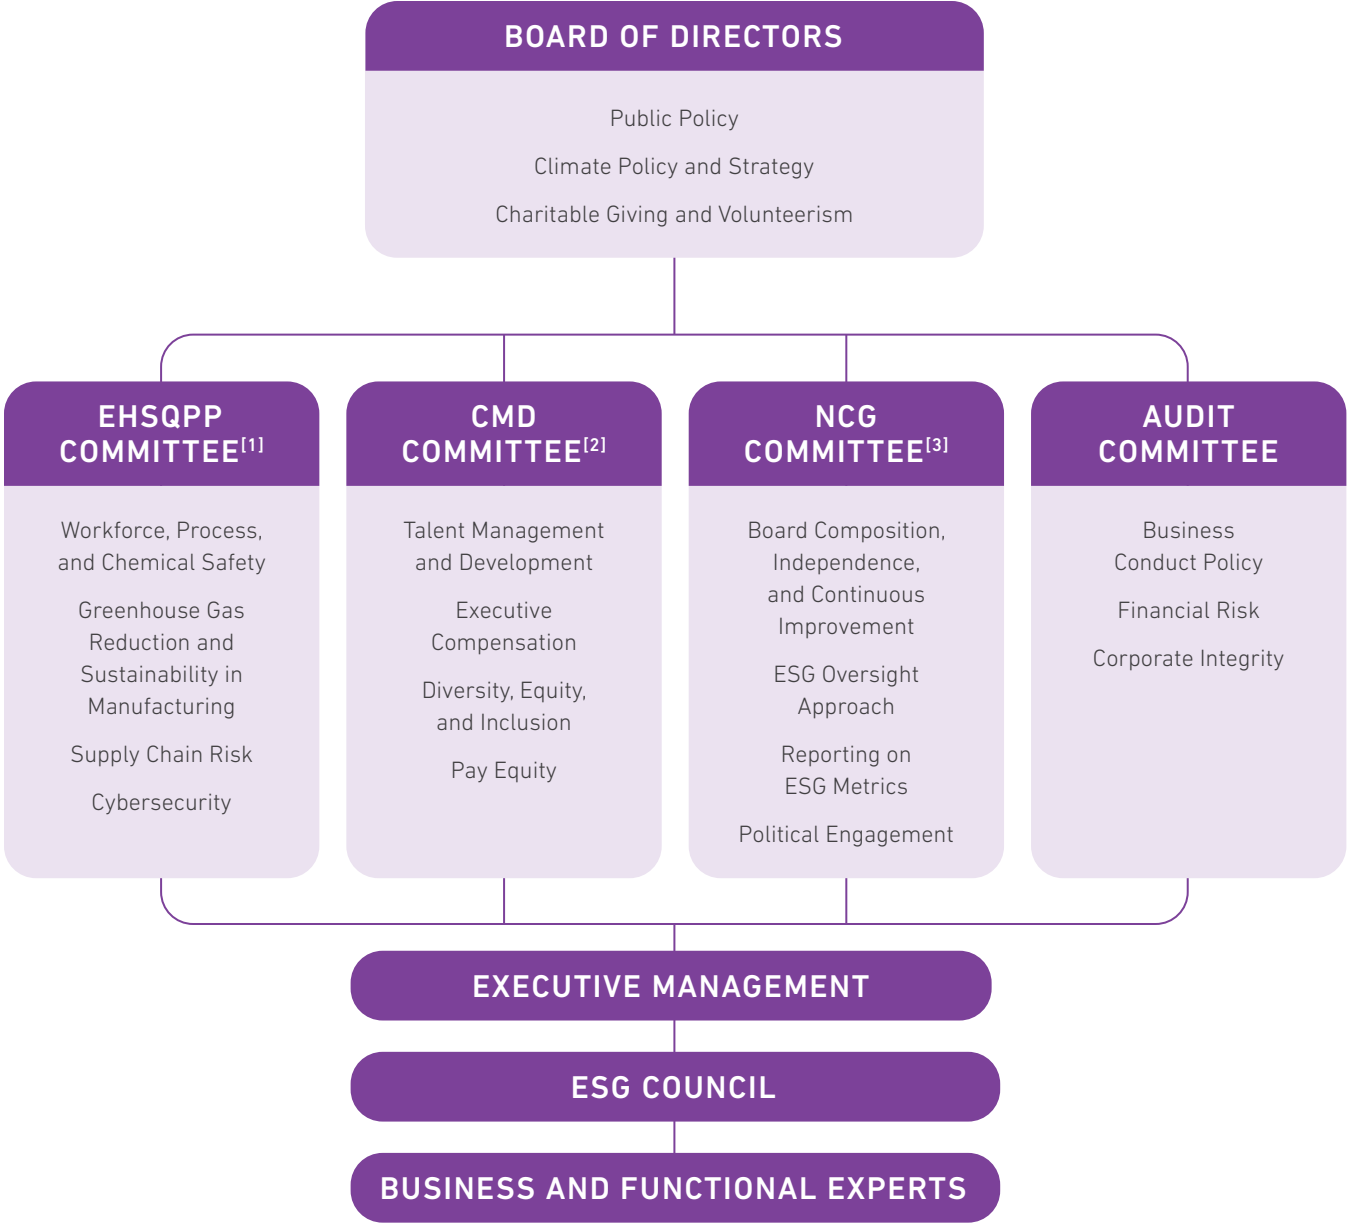 BOARD OF DIRECTORS
Public Policy
Climate Policy and Strategy
Charitable Giving and Volunteerism
EHSQPP
COMMITTEE[1]
Workforce, Process,
and Chemical Safety
Greenhouse Gas
Reduction and
Sustainability in
Manufacturing
Supply Chain Risk
Cybersecurity
CMD
COMMITTEE[2]
Talent Management
and Development
Executive
Compensation
Diversity, Equity,
and Inclusion
Pay Equity
NCG
COMMITTEE[3]
Board Composition,
Independence,
and Continuous
Improvement
ESG Oversight
Approach
Reporting on
ESG Metrics
Political Engagement
AUDIT
COMMITTEE
Business
Conduct Policy
Financial Risk
Corporate Integrity
EXECUTIVE MANAGEMENT
ESG COUNCIL
BUSINESS AND FUNCTIONAL EXPERTS